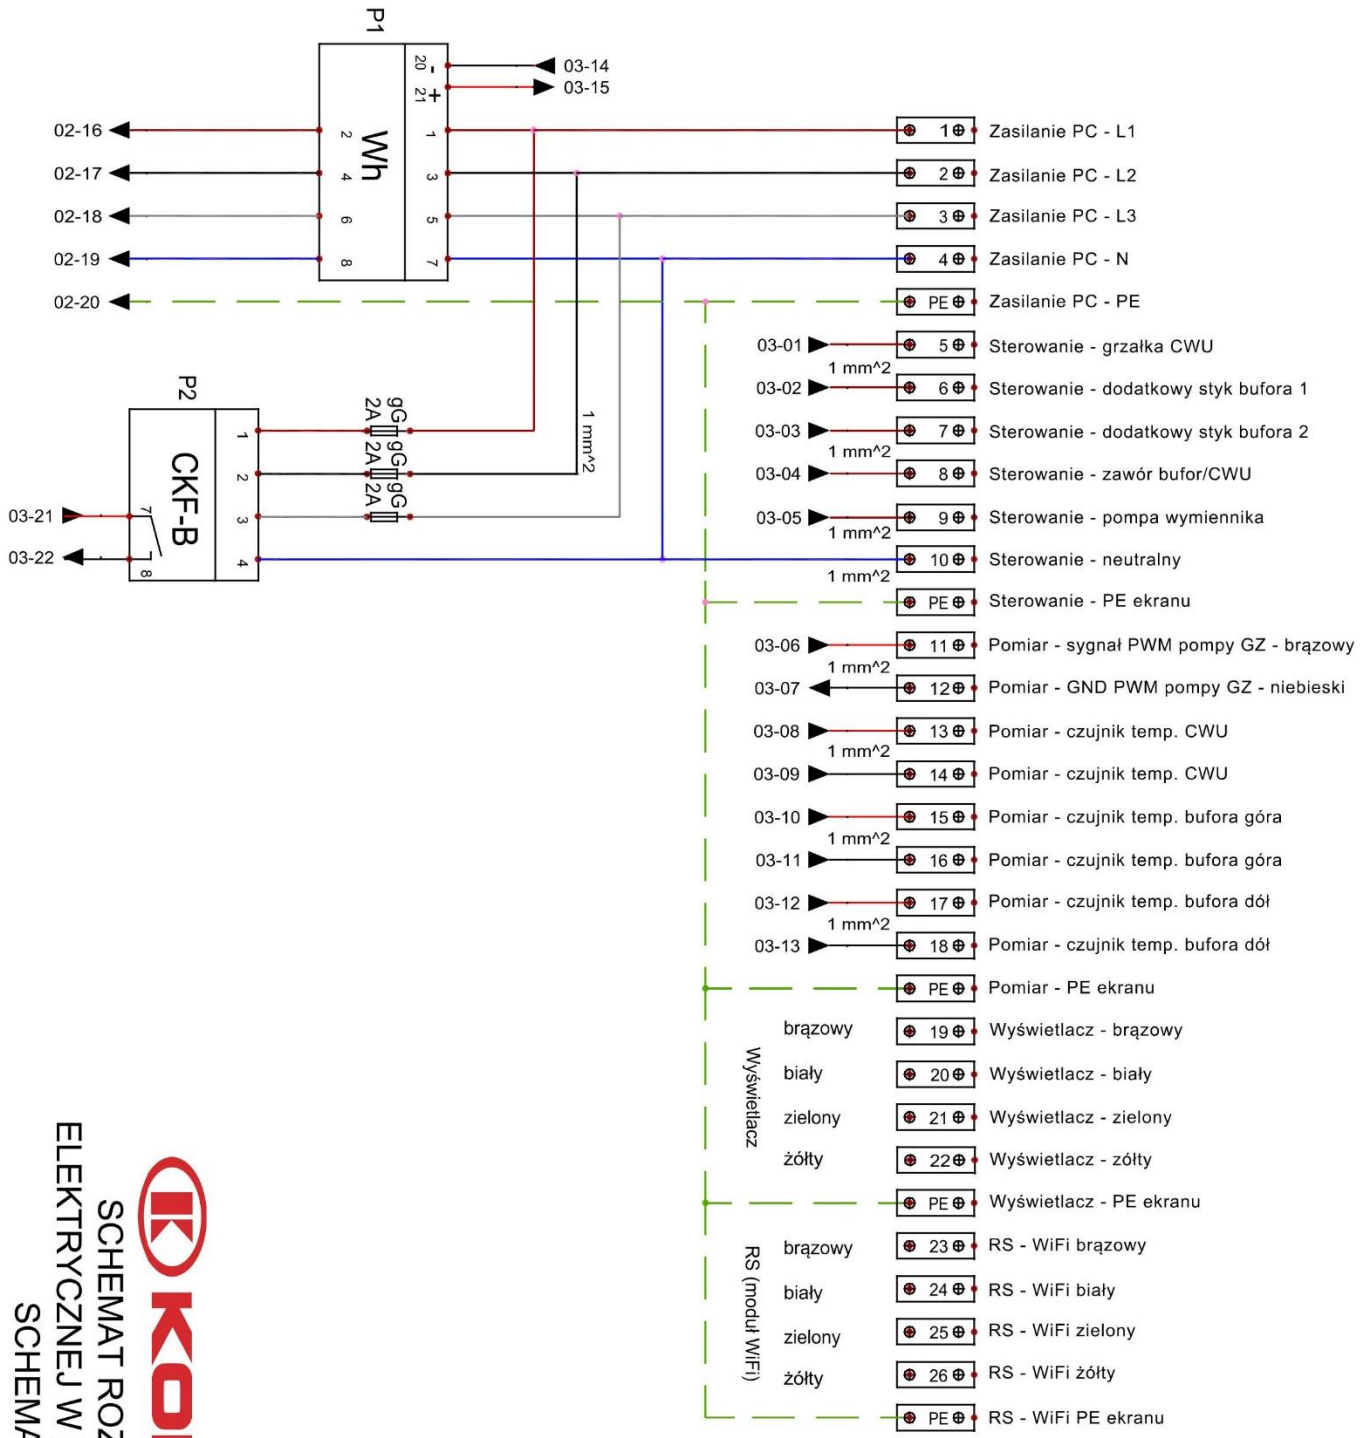 P1
20 -
21 +
03-14
03-15
Wh
02-16
2
1
1
Zasilanie PC - L1
02-17
4
3
2
Zasilanie PC - L2
02-18
6
5
3
Zasilanie PC - L3
02-19
8
7
4
Zasilanie PC - N
02-20
PE
Zasilanie PC - PE
03-01
5
Sterowanie - grzałka CWU
1 mm^2
03-02
6
Sterowanie - dodatkowy styk bufora 1
03-03
7
Sterowanie - dodatkowy styk bufora 2
1 mm^2
03-04
8
Sterowanie - zawór bufor/CWU
03-05
9
Sterowanie - pompa wymiennika
1 mm^2
10
Sterowanie - neutralny
1 mm^2
PE
Sterowanie - PE ekranu
P2
CKF-B
1
2
3
4
7
8
gG
2A
gG
2A
gG
2A
1 mm^2
03-21
03-22
03-06
11
Pomiar - sygnał PWM pompy GZ - brązowy
1 mm^2
03-07
12
Pomiar - GND PWM pompy GZ - niebieski
03-08
13
Pomiar - czujnik temp. CWU
1 mm^2
03-09
14
Pomiar - czujnik temp. CWU
03-10
15
Pomiar - czujnik temp. bufora góra
1 mm^2
03-11
16
Pomiar - czujnik temp. bufora góra
03-12
17
Pomiar - czujnik temp. bufora dół
1 mm^2
03-13
18
Pomiar - czujnik temp. bufora dół
PE
Pomiar - PE ekranu
Wyświetlacz
brązowy
19
Wyświetlacz - brązowy
biały
20
Wyświetlacz - biały
zielony
21
Wyświetlacz - zielony
żółty
22
Wyświetlacz - zółty
PE
Wyświetlacz - PE ekranu
RS (moduł WiFi)
brązowy
23
RS - WiFi brązowy
biały
24
RS - WiFi biały
zielony
25
RS - WiFi zielony
żółty
26
RS - WiFi żółty
PE
RS - WiFi PE ekranu
K KO
SCHEMAT ROZ
ELEKTRYCZNEJ W
SCHEMA